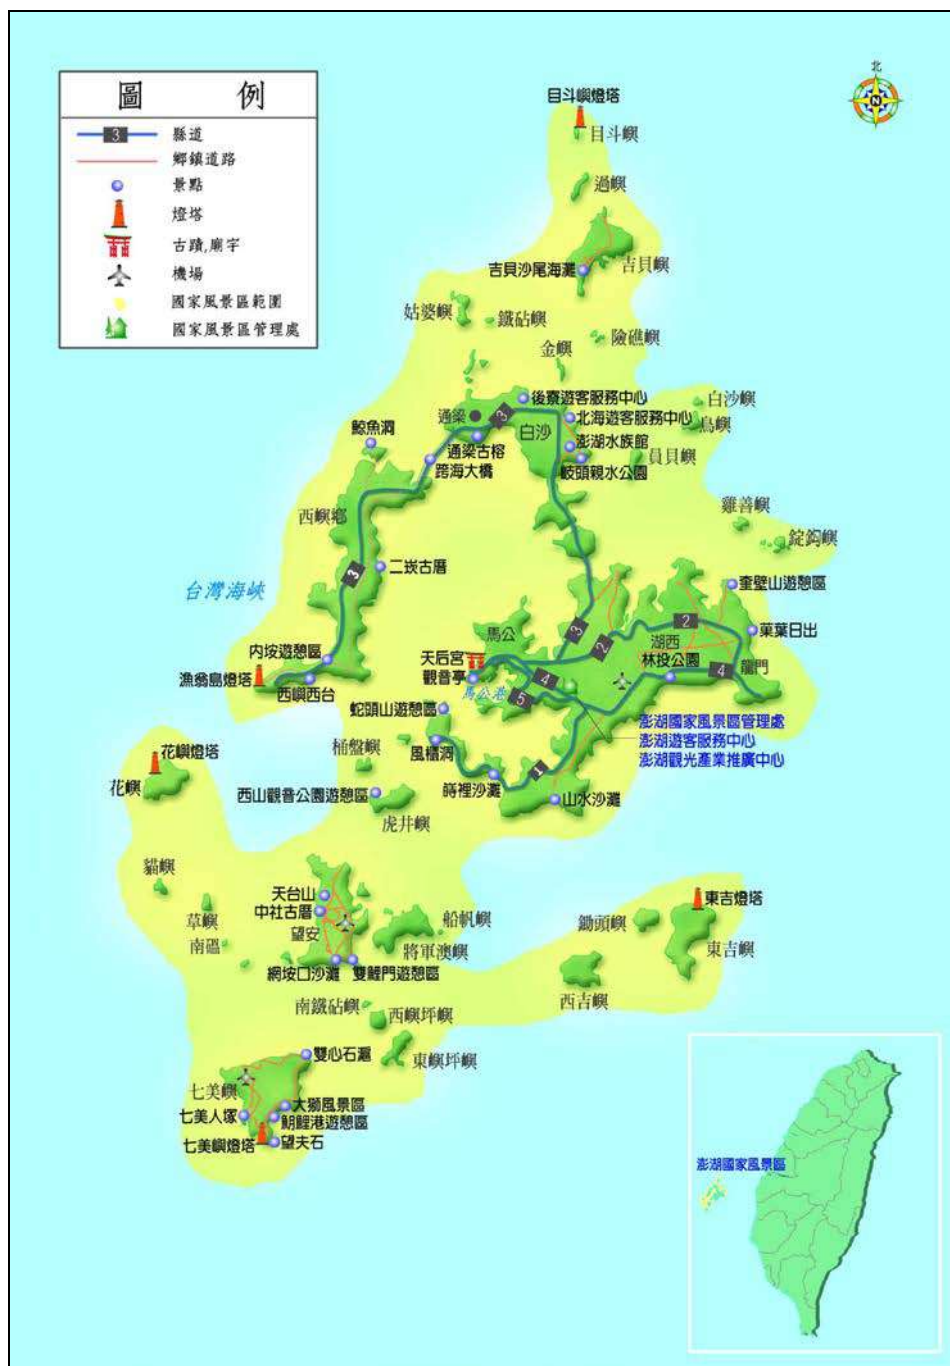 圖 例
3 縣道
鄉鎮道路
景點
燈塔
古蹟,廟宇
機場
國家風景區範圍
國家風景區管理處
北
N
目斗嶼燈塔
目斗嶼
過嶼
吉貝沙尾海灘
吉貝嶼
姑婆嶼
鐵砧嶼
險礁嶼
金嶼
後寮遊客服務中心
白沙嶼
通梁
3
北海遊客服務中心
鳥嶼
鯨魚洞
白沙
通梁古榕
澎湖水族館
員貝嶼
跨海大橋
岐頭親水公園
西嶼鄉
雞善嶼
錠鈎嶼
3
二崁古厝
台灣海峽
奎壁山遊憩區
菓葉日出
馬公
3
2
2
湖西
內垵遊憩區
天后宮
林投公園
龍門
漁翁島燈塔
觀音亭
4
4
西嶼西台
馬公港
5
蛇頭山遊憩區
澎湖國家風景區管理處
澎湖遊客服務中心
澎湖觀光產業推廣中心
花嶼燈塔
桶盤嶼
風櫃洞
1
花嶼
西山觀音公園遊憩區
蒔裡沙灘
山水沙灘
虎井嶼
貓嶼
天台山
東吉燈塔
草嶼
中社古厝
船帆嶼
鋤頭嶼
望安
南塭
將軍澳嶼
東吉嶼
網垵口沙灘
雙鯉門遊憩區
西吉嶼
南鐵砧嶼
西嶼坪嶼
雙心石滬
東嶼坪嶼
七美嶼
大獅風景區
七美人塚
鮪鯉港遊憩區
七美嶼燈塔
望夫石
澎湖國家風景區